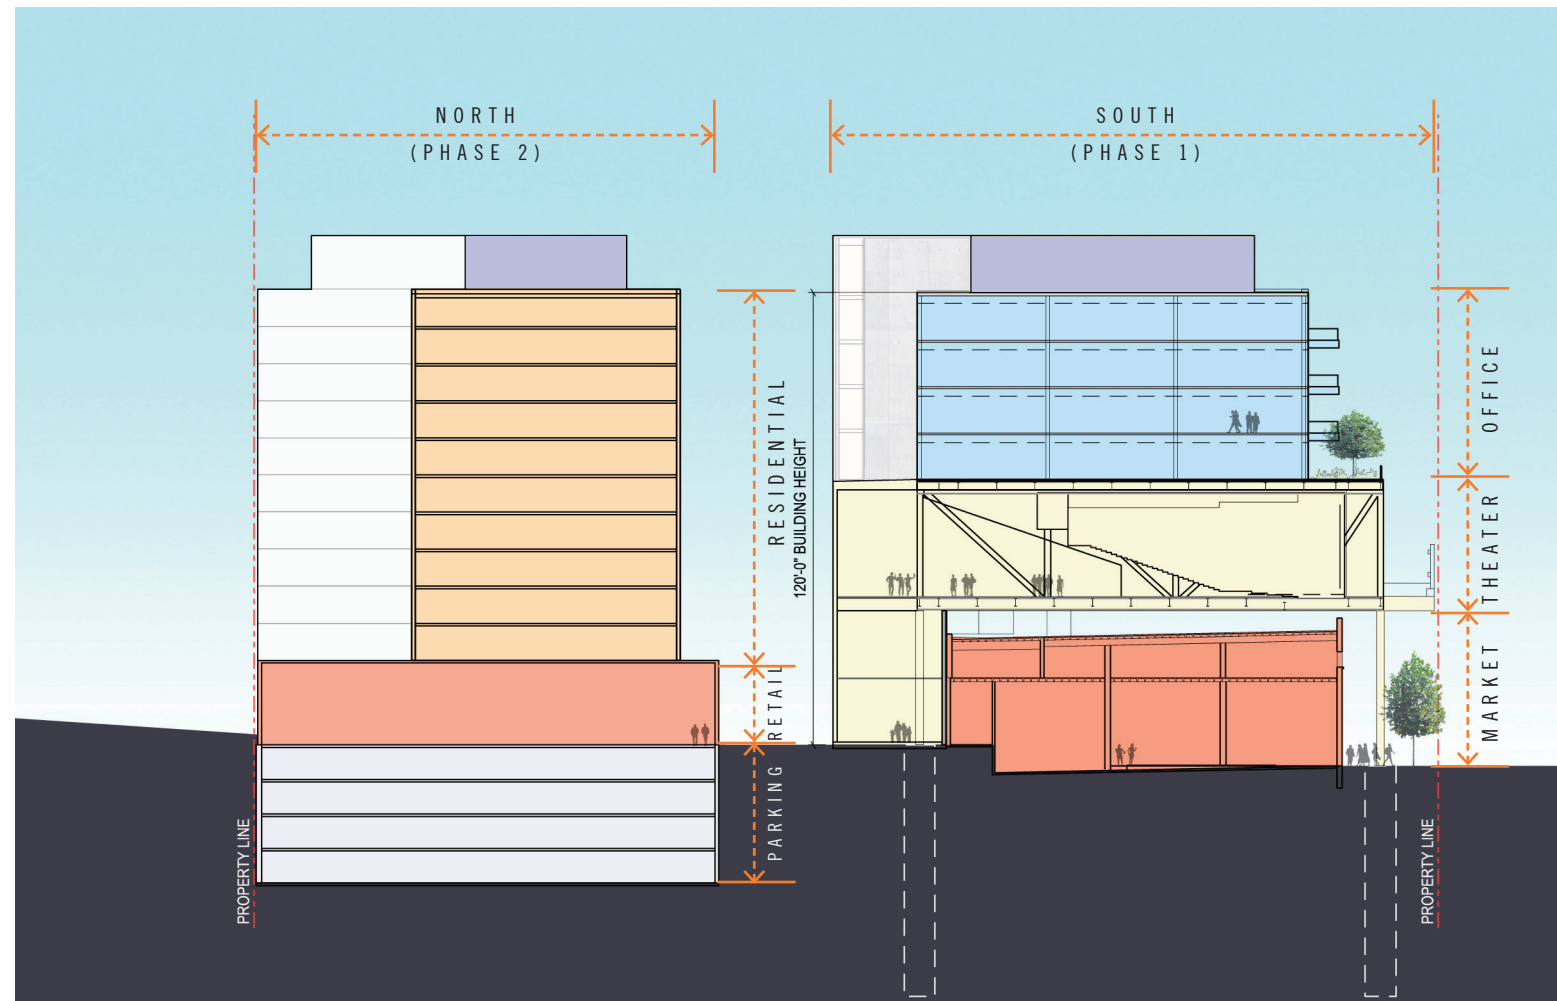 NORTH
(PHASE 2)
SOUTH
(PHASE 1)
RESIDENTIAL
RETAIL
PARKING
120'-0" BUILDING HEIGHT
OFFICE
THEATER
MARKET
PROPERTY LINE
PROPERTY LINE